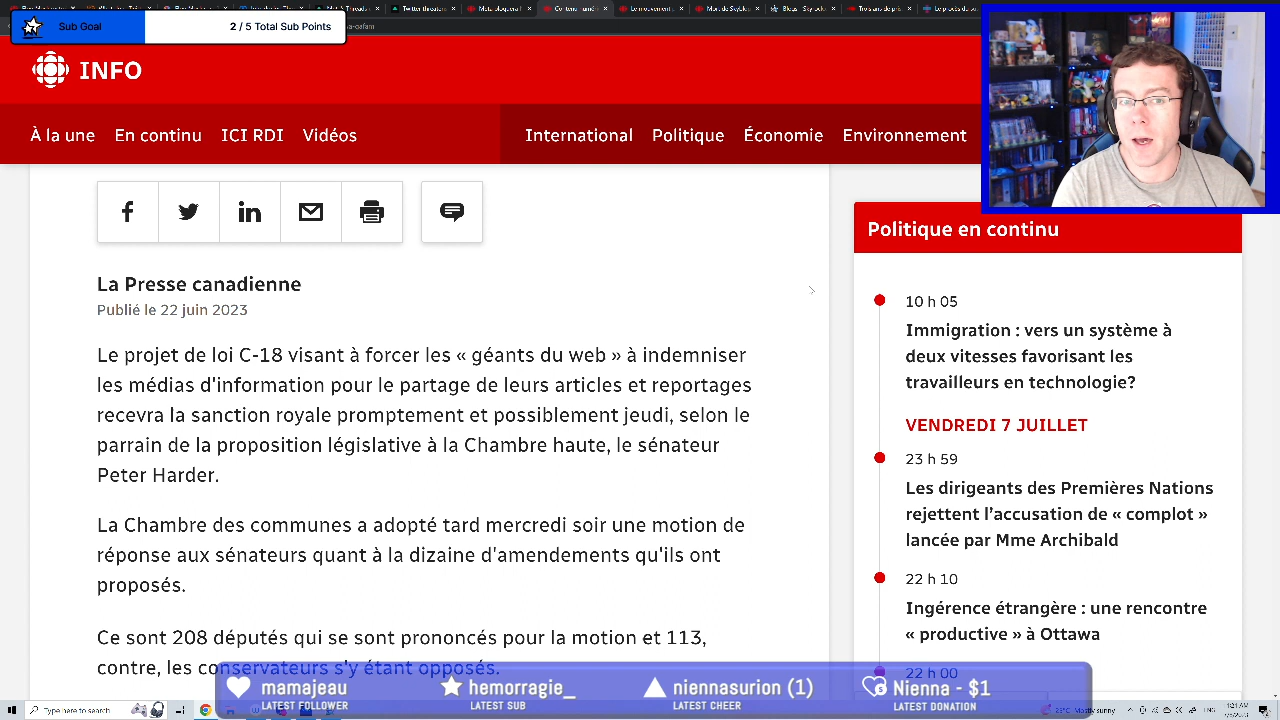 Sub Goal
2 / 5 Total Sub Points
INFO
À la une En continu ICI RDI Vidéos
International Politique Économie Environnement
La Presse canadienne
Publié le 22 juin 2023
Le projet de loi C-18 visant à forcer les « géants du web » à indemniser
les médias d'information pour le partage de leurs articles et reportages
recevra la sanction royale promptement et possiblement jeudi, selon le
parrain de la proposition législative à la Chambre haute, le sénateur
Peter Harder.
La Chambre des communes a adopté tard mercredi soir une motion de
réponse aux sénateurs quant à la dizaine d'amendements qu'ils ont
proposés.
Ce sont 208 députés qui se sont prononcés pour la motion et 113,
contre, les conservateurs s'y étant opposés.
Politique en continu
10 h 05
Immigration : vers un système à
deux vitesses favorisant les
travailleurs en technologie?
VENDREDI 7 JUILLET
23 h 59
Les dirigeants des Premières Nations
rejettent l’accusation de « complot »
lancée par Mme Archibald
22 h 10
Ingérence étrangère : une rencontre
« productive » à Ottawa
22 h 00
mamajeau
LATEST FOLLOWER
hemorragie_
LATEST SUB
niennasurion (1)
LATEST CHEER
Nienna - $1
LATEST DONATION
Type here to search
Mostly sunny